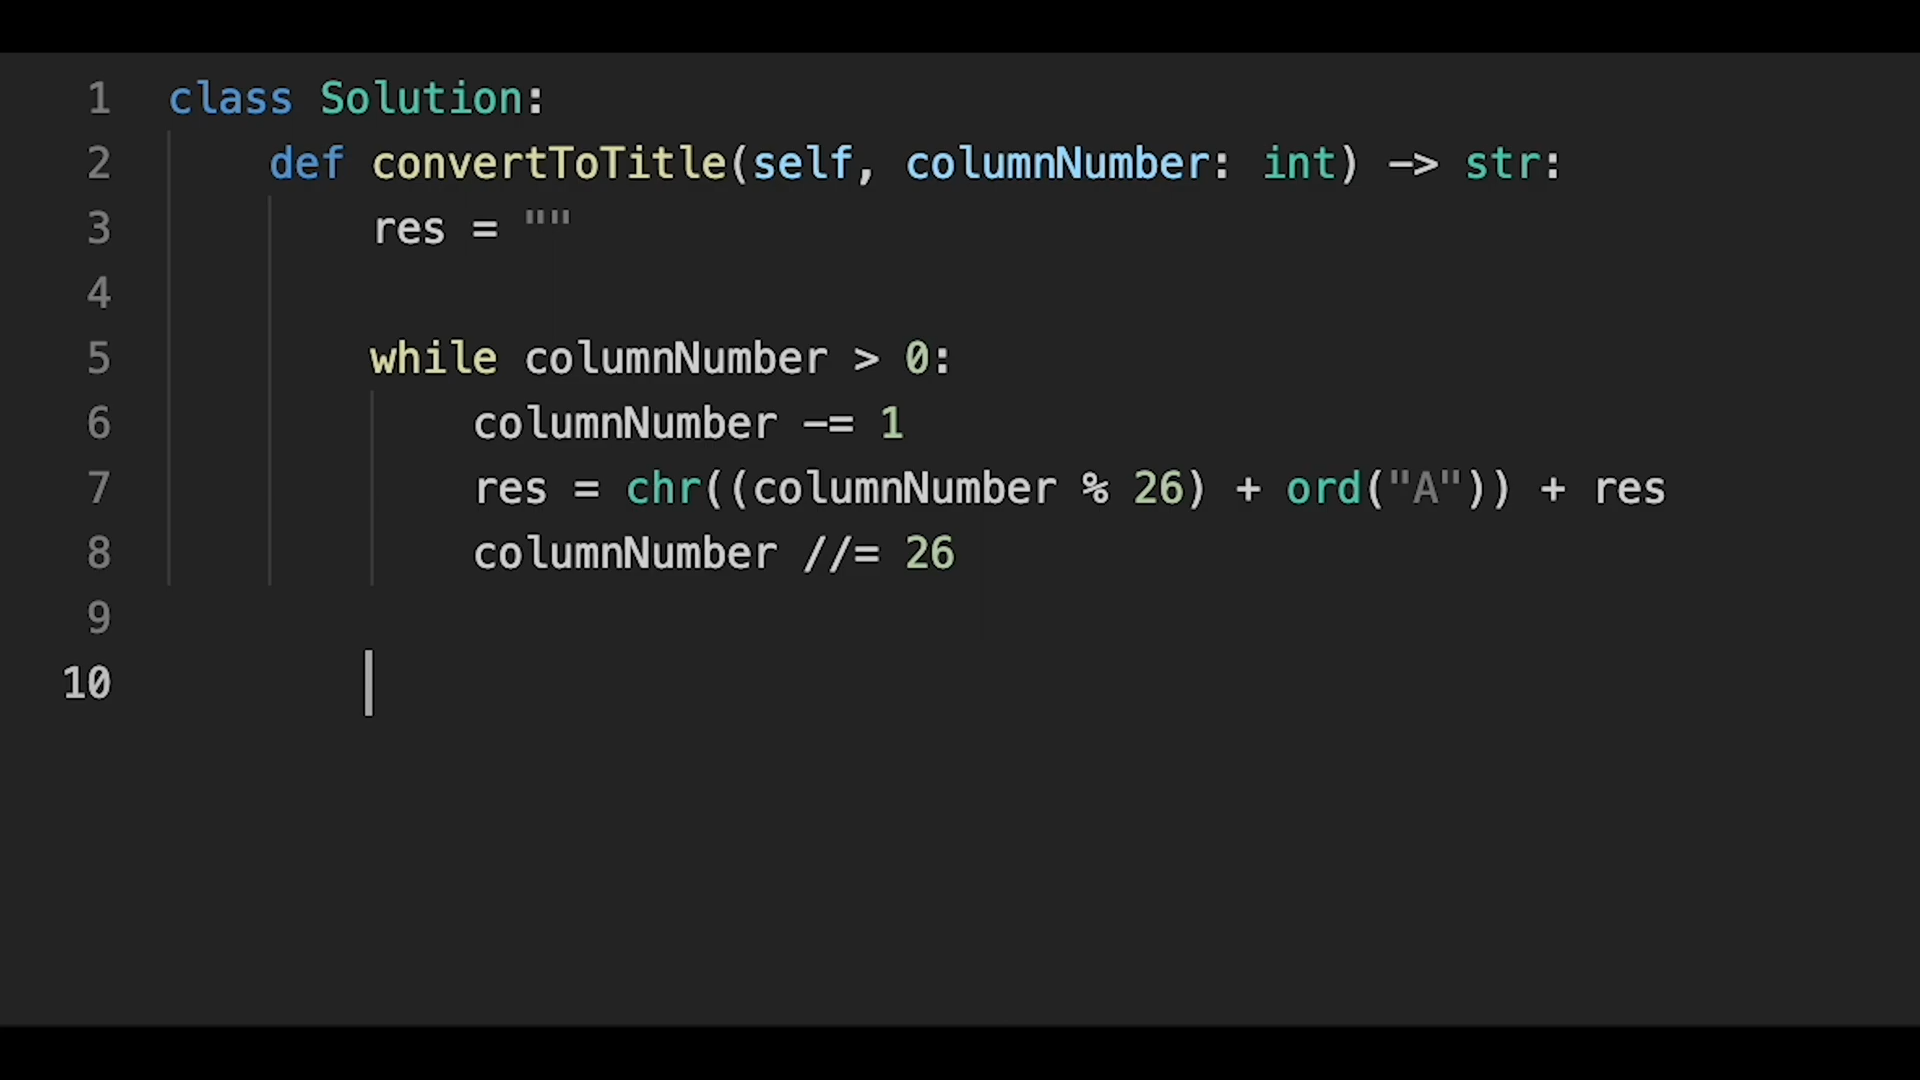 1 class Solution:
2     def convertToTitle(self, columnNumber: int) -> str:
3         res = ""
4
5         while columnNumber > 0:
6             columnNumber -= 1
7             res = chr((columnNumber % 26) + ord("A")) + res
8             columnNumber //= 26
9
10